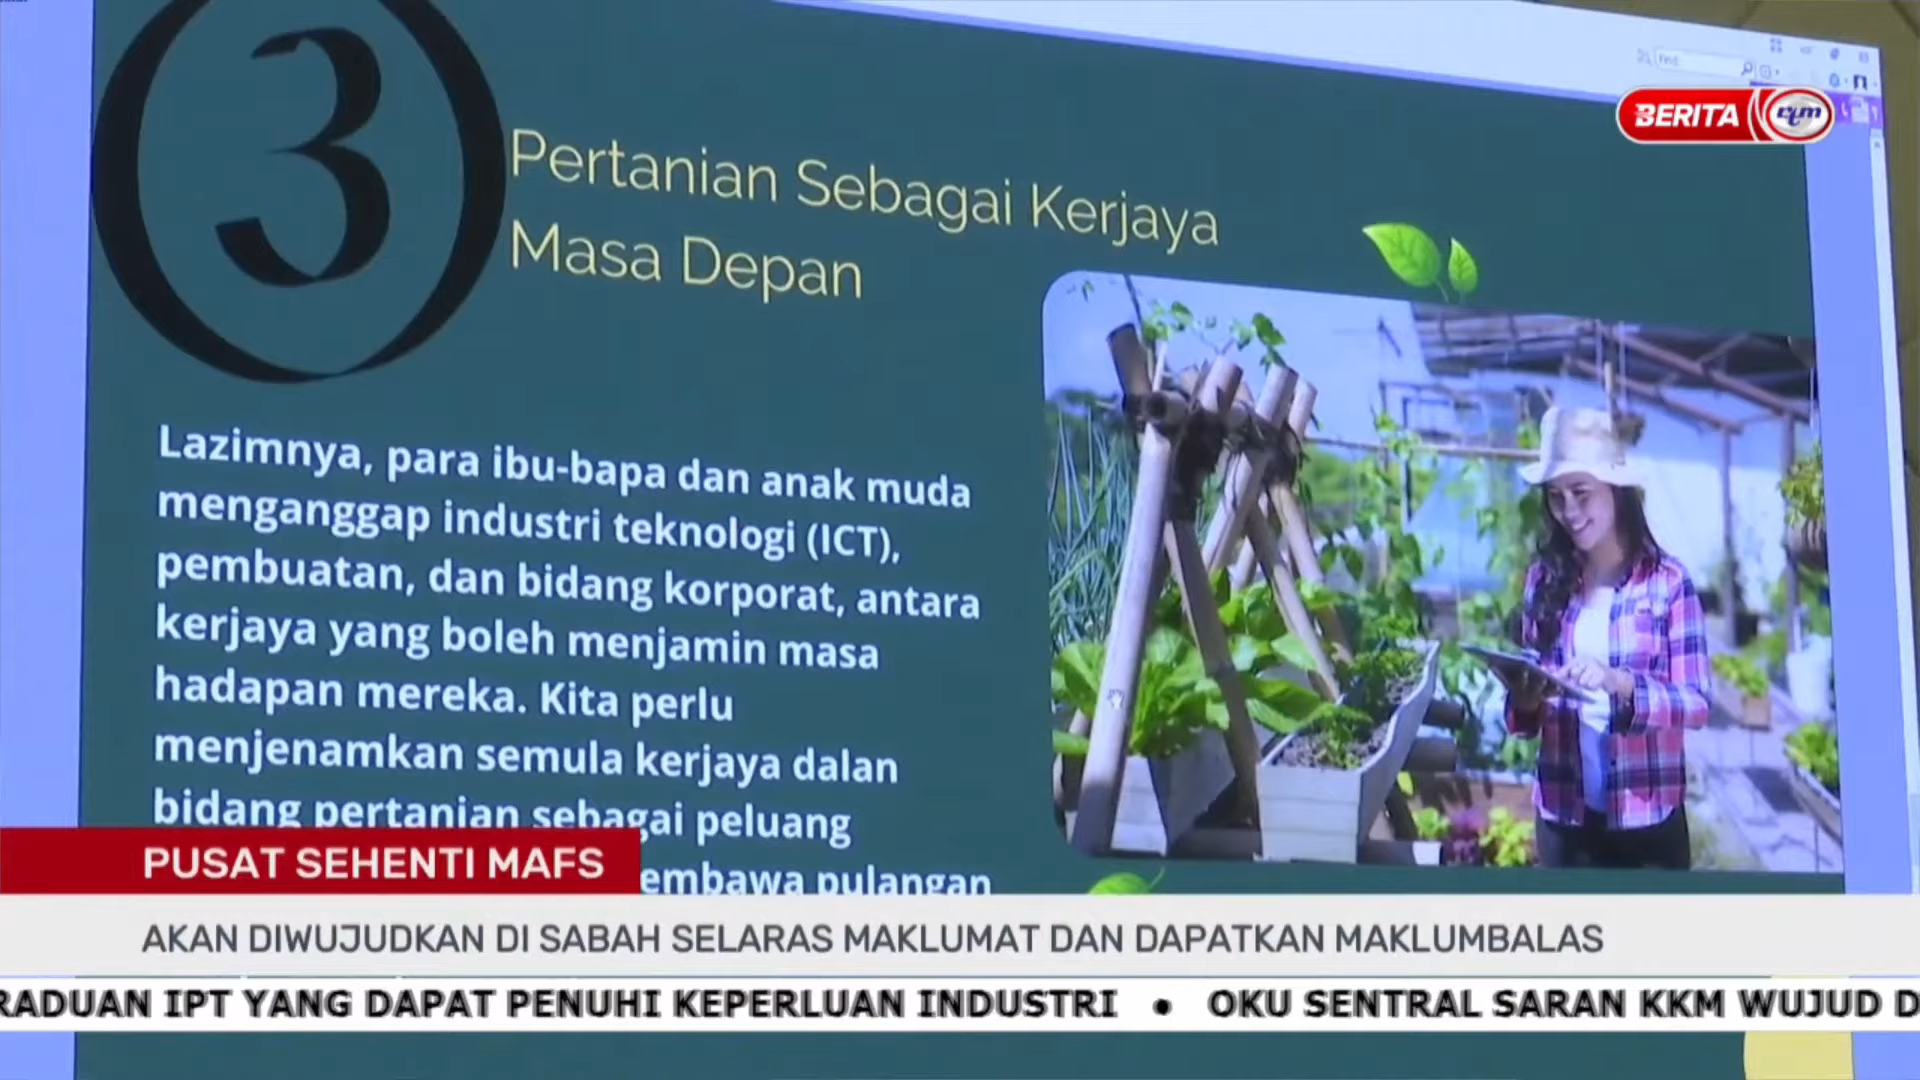 3
Pertanian Sebagai Kerjaya
Masa Depan
BERITA rtm
Lazimnya, para ibu-bapa dan anak muda
menganggap industri teknologi (ICT),
pembuatan, dan bidang korporat, antara
kerjaya yang boleh menjamin masa
hadapan mereka. Kita perlu
menjenamkan semula kerjaya dalan
bidang pertanian sebagai peluang
embawa pulangan
PUSAT SEHENTI MAFS
AKAN DIWUJUDKAN DI SABAH SELARAS MAKLUMAT DAN DAPATKAN MAKLUMBALAS
RADUAN IPT YANG DAPAT PENUHI KEPERLUAN INDUSTRI • OKU SENTRAL SARAN KKM WUJUD D